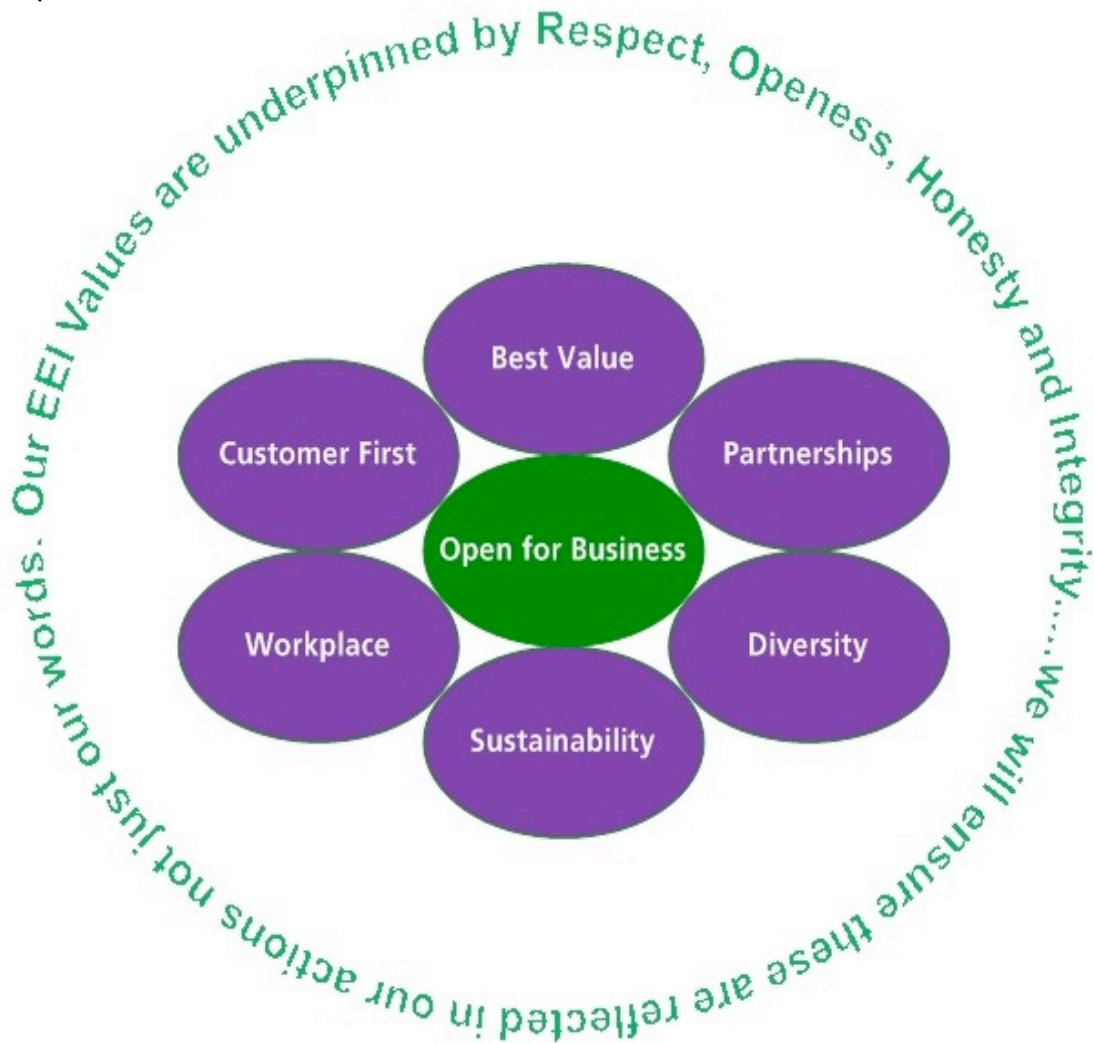 Our EEI Values are underpinned by Respect, Openess, Honesty and Integrity.....we will ensure these are reflected in our actions not just our words.
Best Value
Customer First
Partnerships
Open for Business
Workplace
Diversity
Sustainability